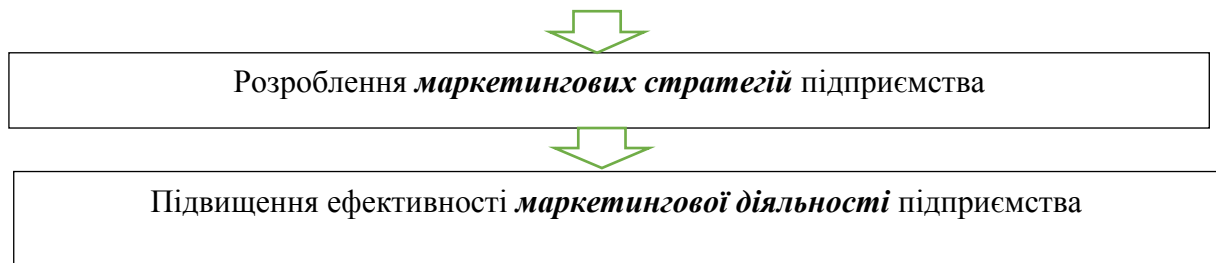 Розроблення маркетингових стратегій підприємства
Підвищення ефективності маркетингової діяльності підприємства